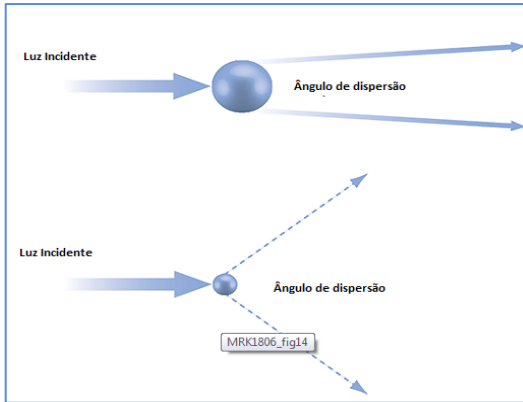 Luz Incidente
Ângulo de dispersão
Luz Incidente
Ângulo de dispersão
MRK1806_fig14